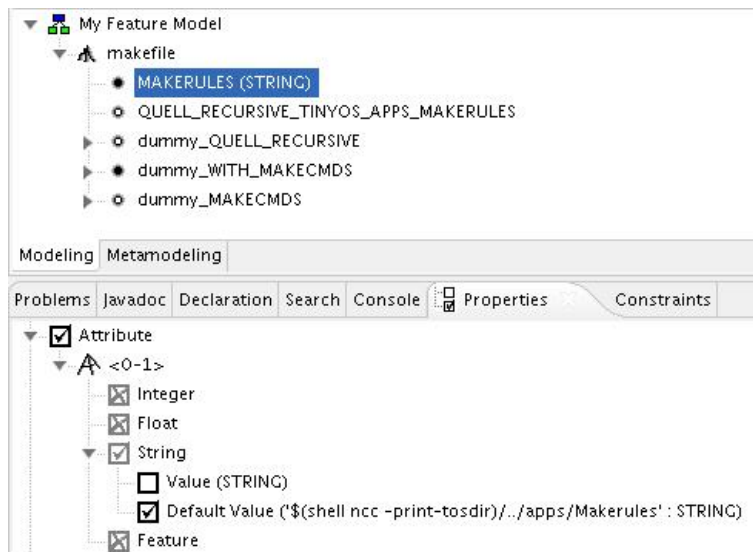 My Feature Model
makefile
MAKERULES (STRING)
QUELL_RECURSIVE_TINYOS_APPS_MAKERULES
dummy_QUELL_RECURSIVE
dummy_WITH_MAKECMDS
dummy_MAKECMDS
Modeling Metamodeling
Problems Javadoc Declaration Search Console Properties Constraints
Attribute
<0-1>
Integer
Float
String
Value (STRING)
Default Value ('$(shell ncc -print-tosdir)/../apps/Makerules' : STRING)
Feature